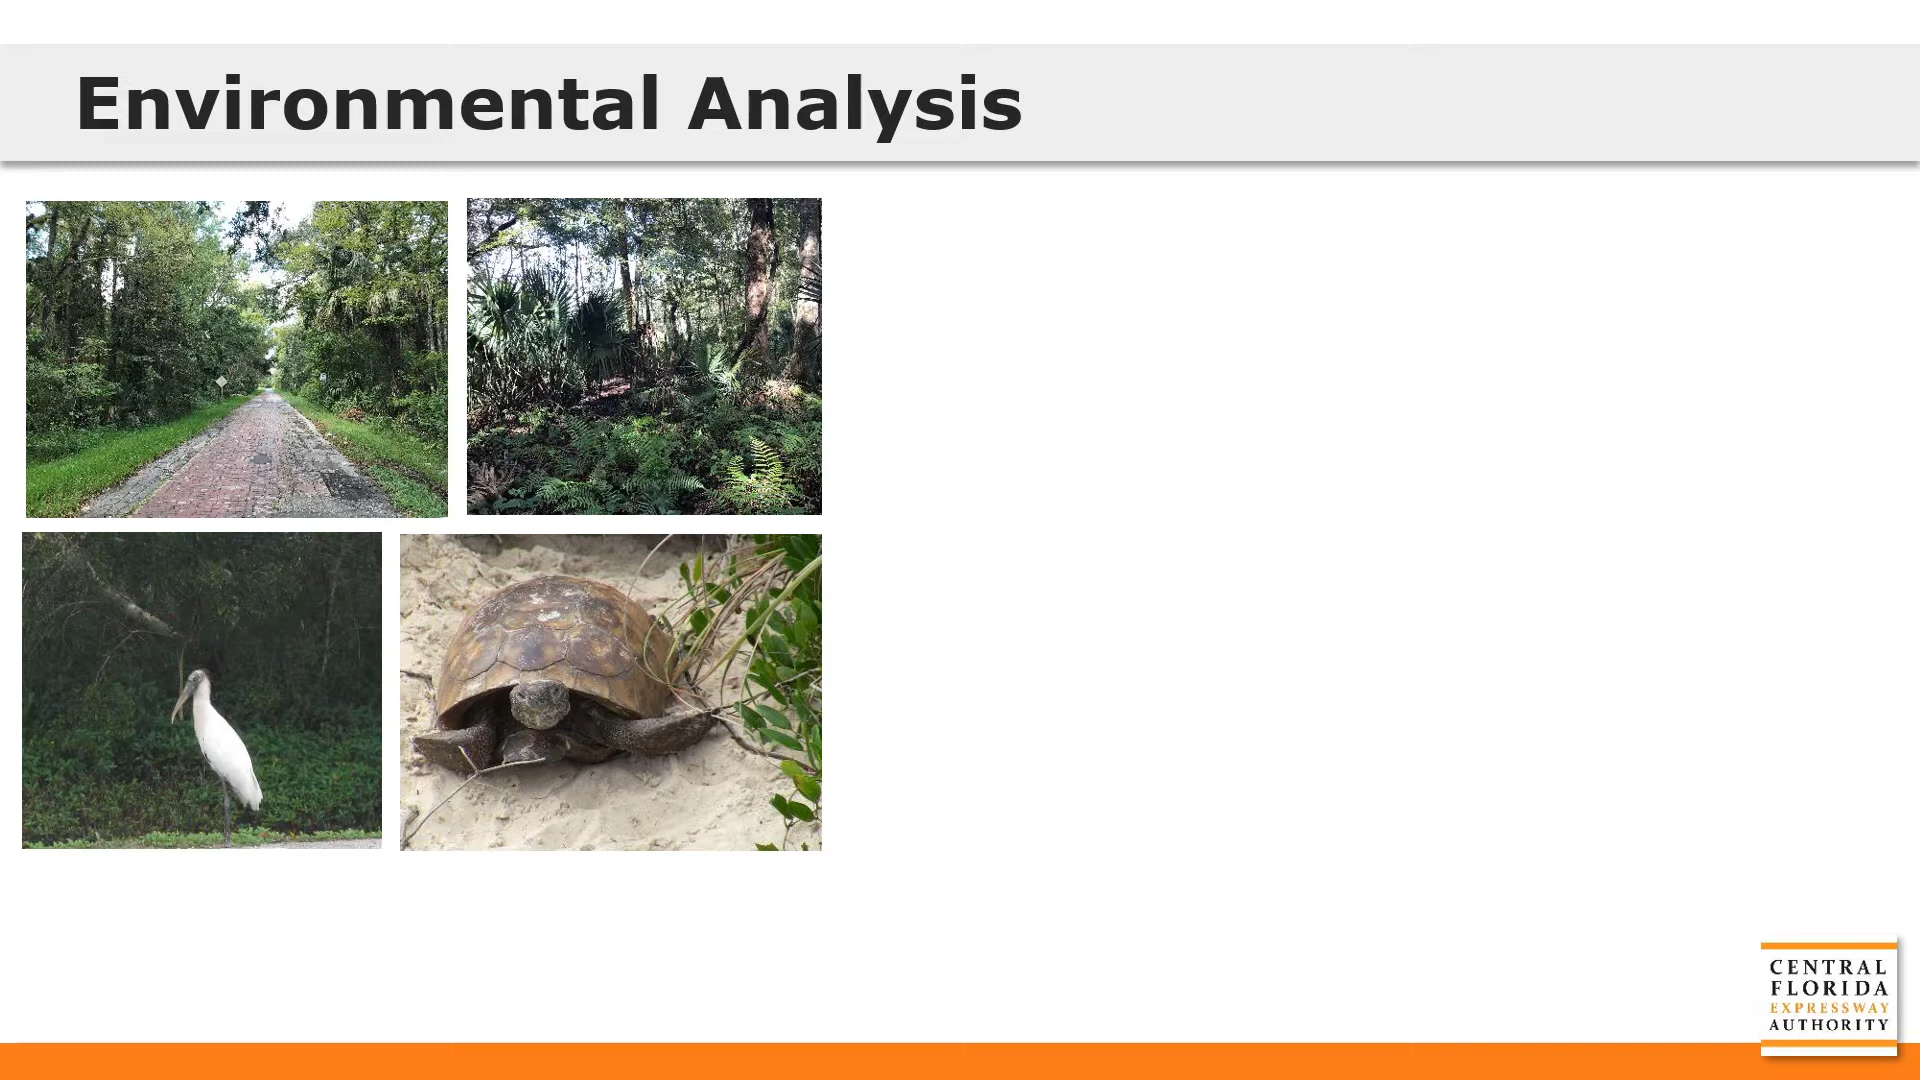 Environmental Analysis
CENTRAL
FLORIDA
EXPRESSWAY
AUTHORITY